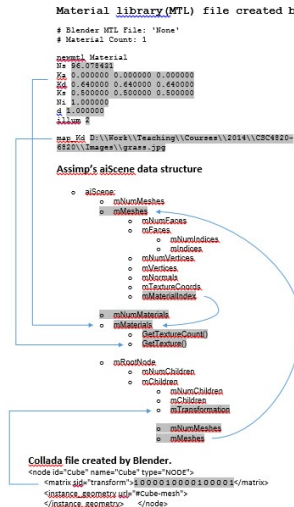 Material library(MTL) file created b
# Blender MTL File: 'None'
# Material Count: 1
newmtl Material
Ns 96.078431
Ka 0.000000 0.000000 0.000000
Kd 0.640000 0.640000 0.640000
Ks 0.500000 0.500000 0.500000
Ni 1.000000
d 1.000000
illum 2
map_Kd D:\\Work\\Teaching\\Courses\\2014\\CSC4820-
6820\\Images\\grass.jpg
Assimp's aiScene data structure
aiScene:
mNumMeshes
mMeshes
mNumFaces
mFaces
mNumIndices
mIndices
mNumVertices
mVertices
mNormals
mTextureCoords
mMaterialIndex
mNumMaterials
mMaterials
GetTextureCount()
GetTexture()
mRootNode
mNumChildren
mChildren
mNumChildren
mChildren
mTransformation
mNumMeshes
mMeshes
Collada file created by Blender.
<node id="Cube" name="Cube" type="NODE">
<matrix sid="transform">1 0 0 0 0 1 0 0 0 0 1 0 0 0 0 1</matrix>
<instance_geometry url="#Cube-mesh">
</instance_geometry> </node>